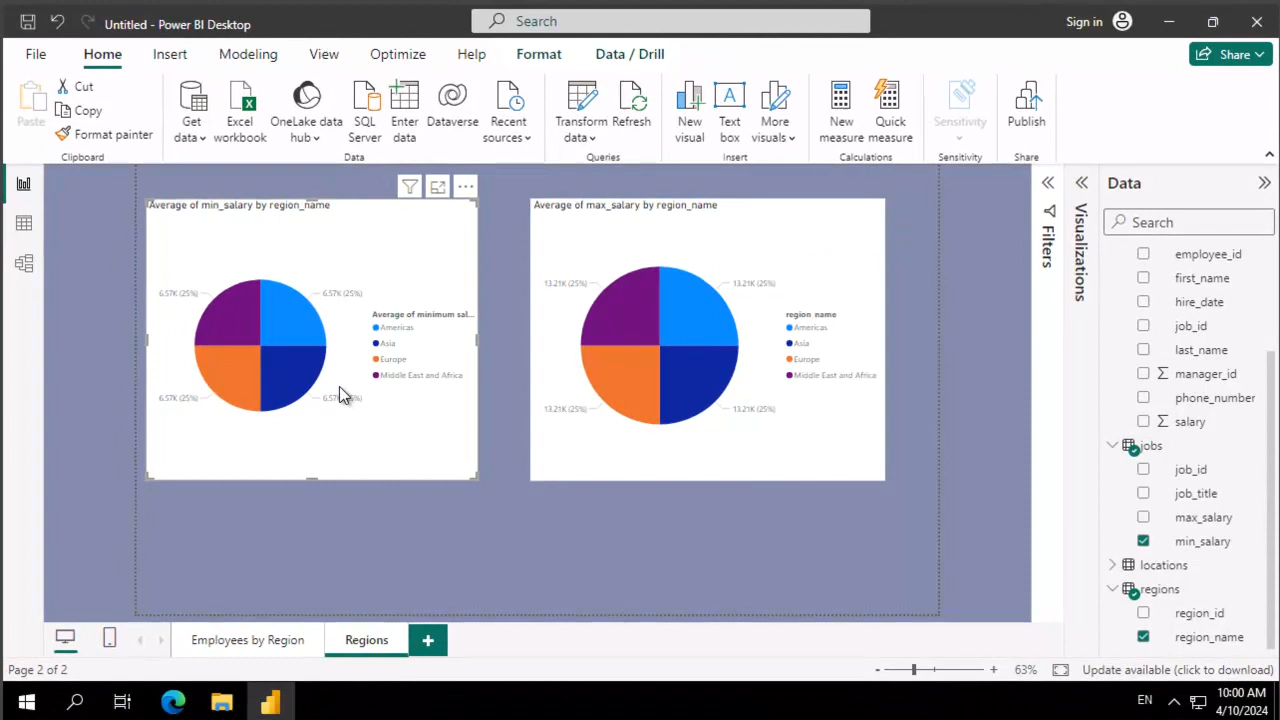 Untitled - Power BI Desktop
Search
Sign in
File Home Insert Modeling View Optimize Help Format Data / Drill
Share
Paste
Cut
Copy
Format painter
Clipboard
Get data
Excel workbook
OneLake data hub
SQL Server
Enter data
Dataverse
Recent sources
Data
Transform data
Refresh
Queries
New visual
Text box
More visuals
Insert
New measure
Quick measure
Calculations
Sensitivity
Sensitivity
Publish
Share
Average of min_salary by region_name
6.57K (25%)
6.57K (25%)
6.57K (25%)
Average of minimum sal...
Americas
Asia
Europe
Middle East and Africa
Average of max_salary by region_name
13.21K (25%)
13.21K (25%)
13.21K (25%)
13.21K (25%)
region_name
Americas
Asia
Europe
Middle East and Africa
Filters
Visualizations
Data
Search
employee_id
first_name
hire_date
job_id
last_name
manager_id
phone_number
salary
jobs
job_id
job_title
max_salary
min_salary
locations
regions
region_id
region_name
Employees by Region
Regions
Page 2 of 2
63%
Update available (click to download)
EN
10:00 AM
4/10/2024